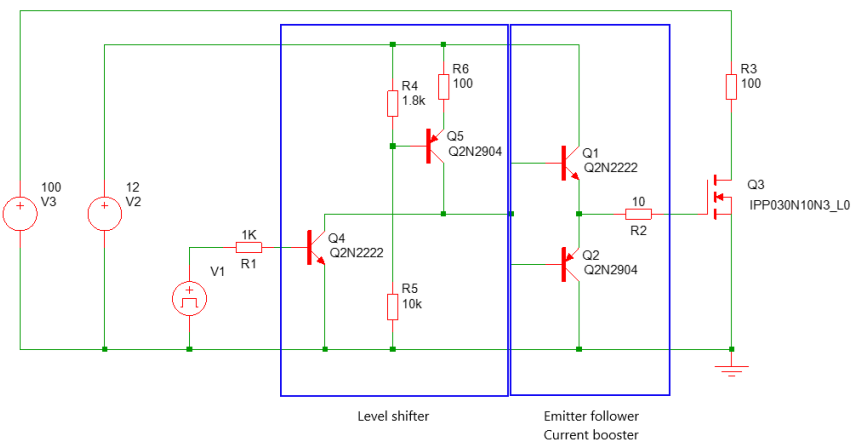 R6
100
R3
100
R4
1.8k
Q5
Q2N2904
Q1
Q2N2222
Q3
IPP030N10N3_L0
100
V3
12
V2
10
R2
1K
R1
Q4
Q2N2222
Q2
Q2N2904
V1
R5
10k
Level shifter
Emitter follower
Current booster